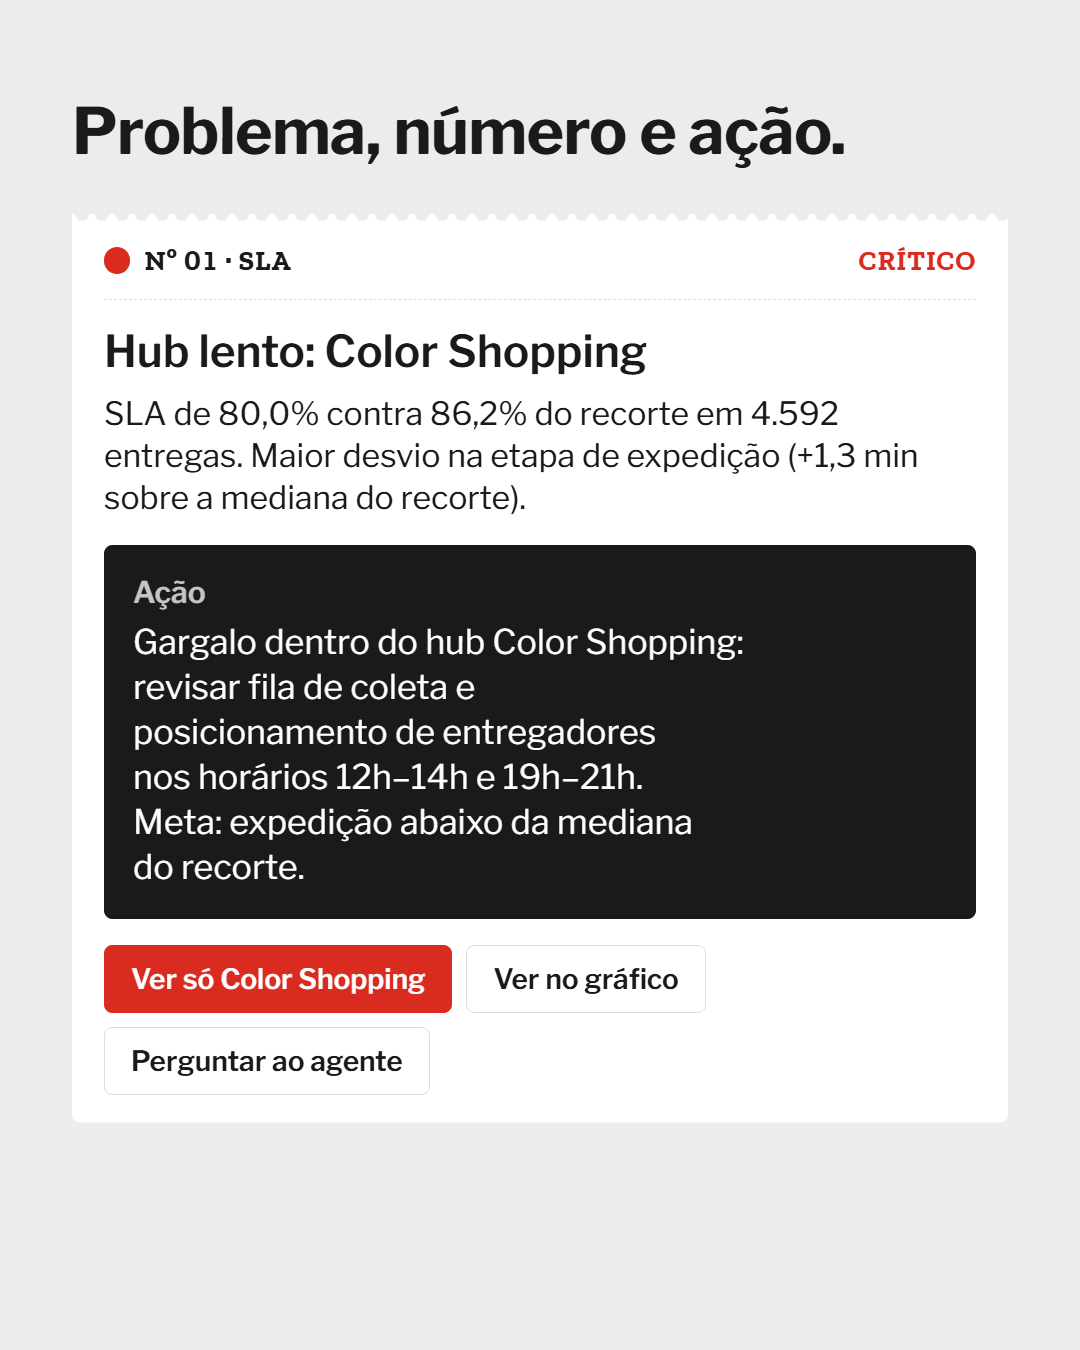 Problema, número e ação.
Nº 01 · SLA
CRÍTICO
Hub lento: Color Shopping
SLA de 80,0% contra 86,2% do recorte em 4.592
entregas. Maior desvio na etapa de expedição (+1,3 min
sobre a mediana do recorte).
Ação
Gargalo dentro do hub Color Shopping:
revisar fila de coleta e
posicionamento de entregadores
nos horários 12h–14h e 19h–21h.
Meta: expedição abaixo da mediana
do recorte.
Ver só Color Shopping
Ver no gráfico
Perguntar ao agente